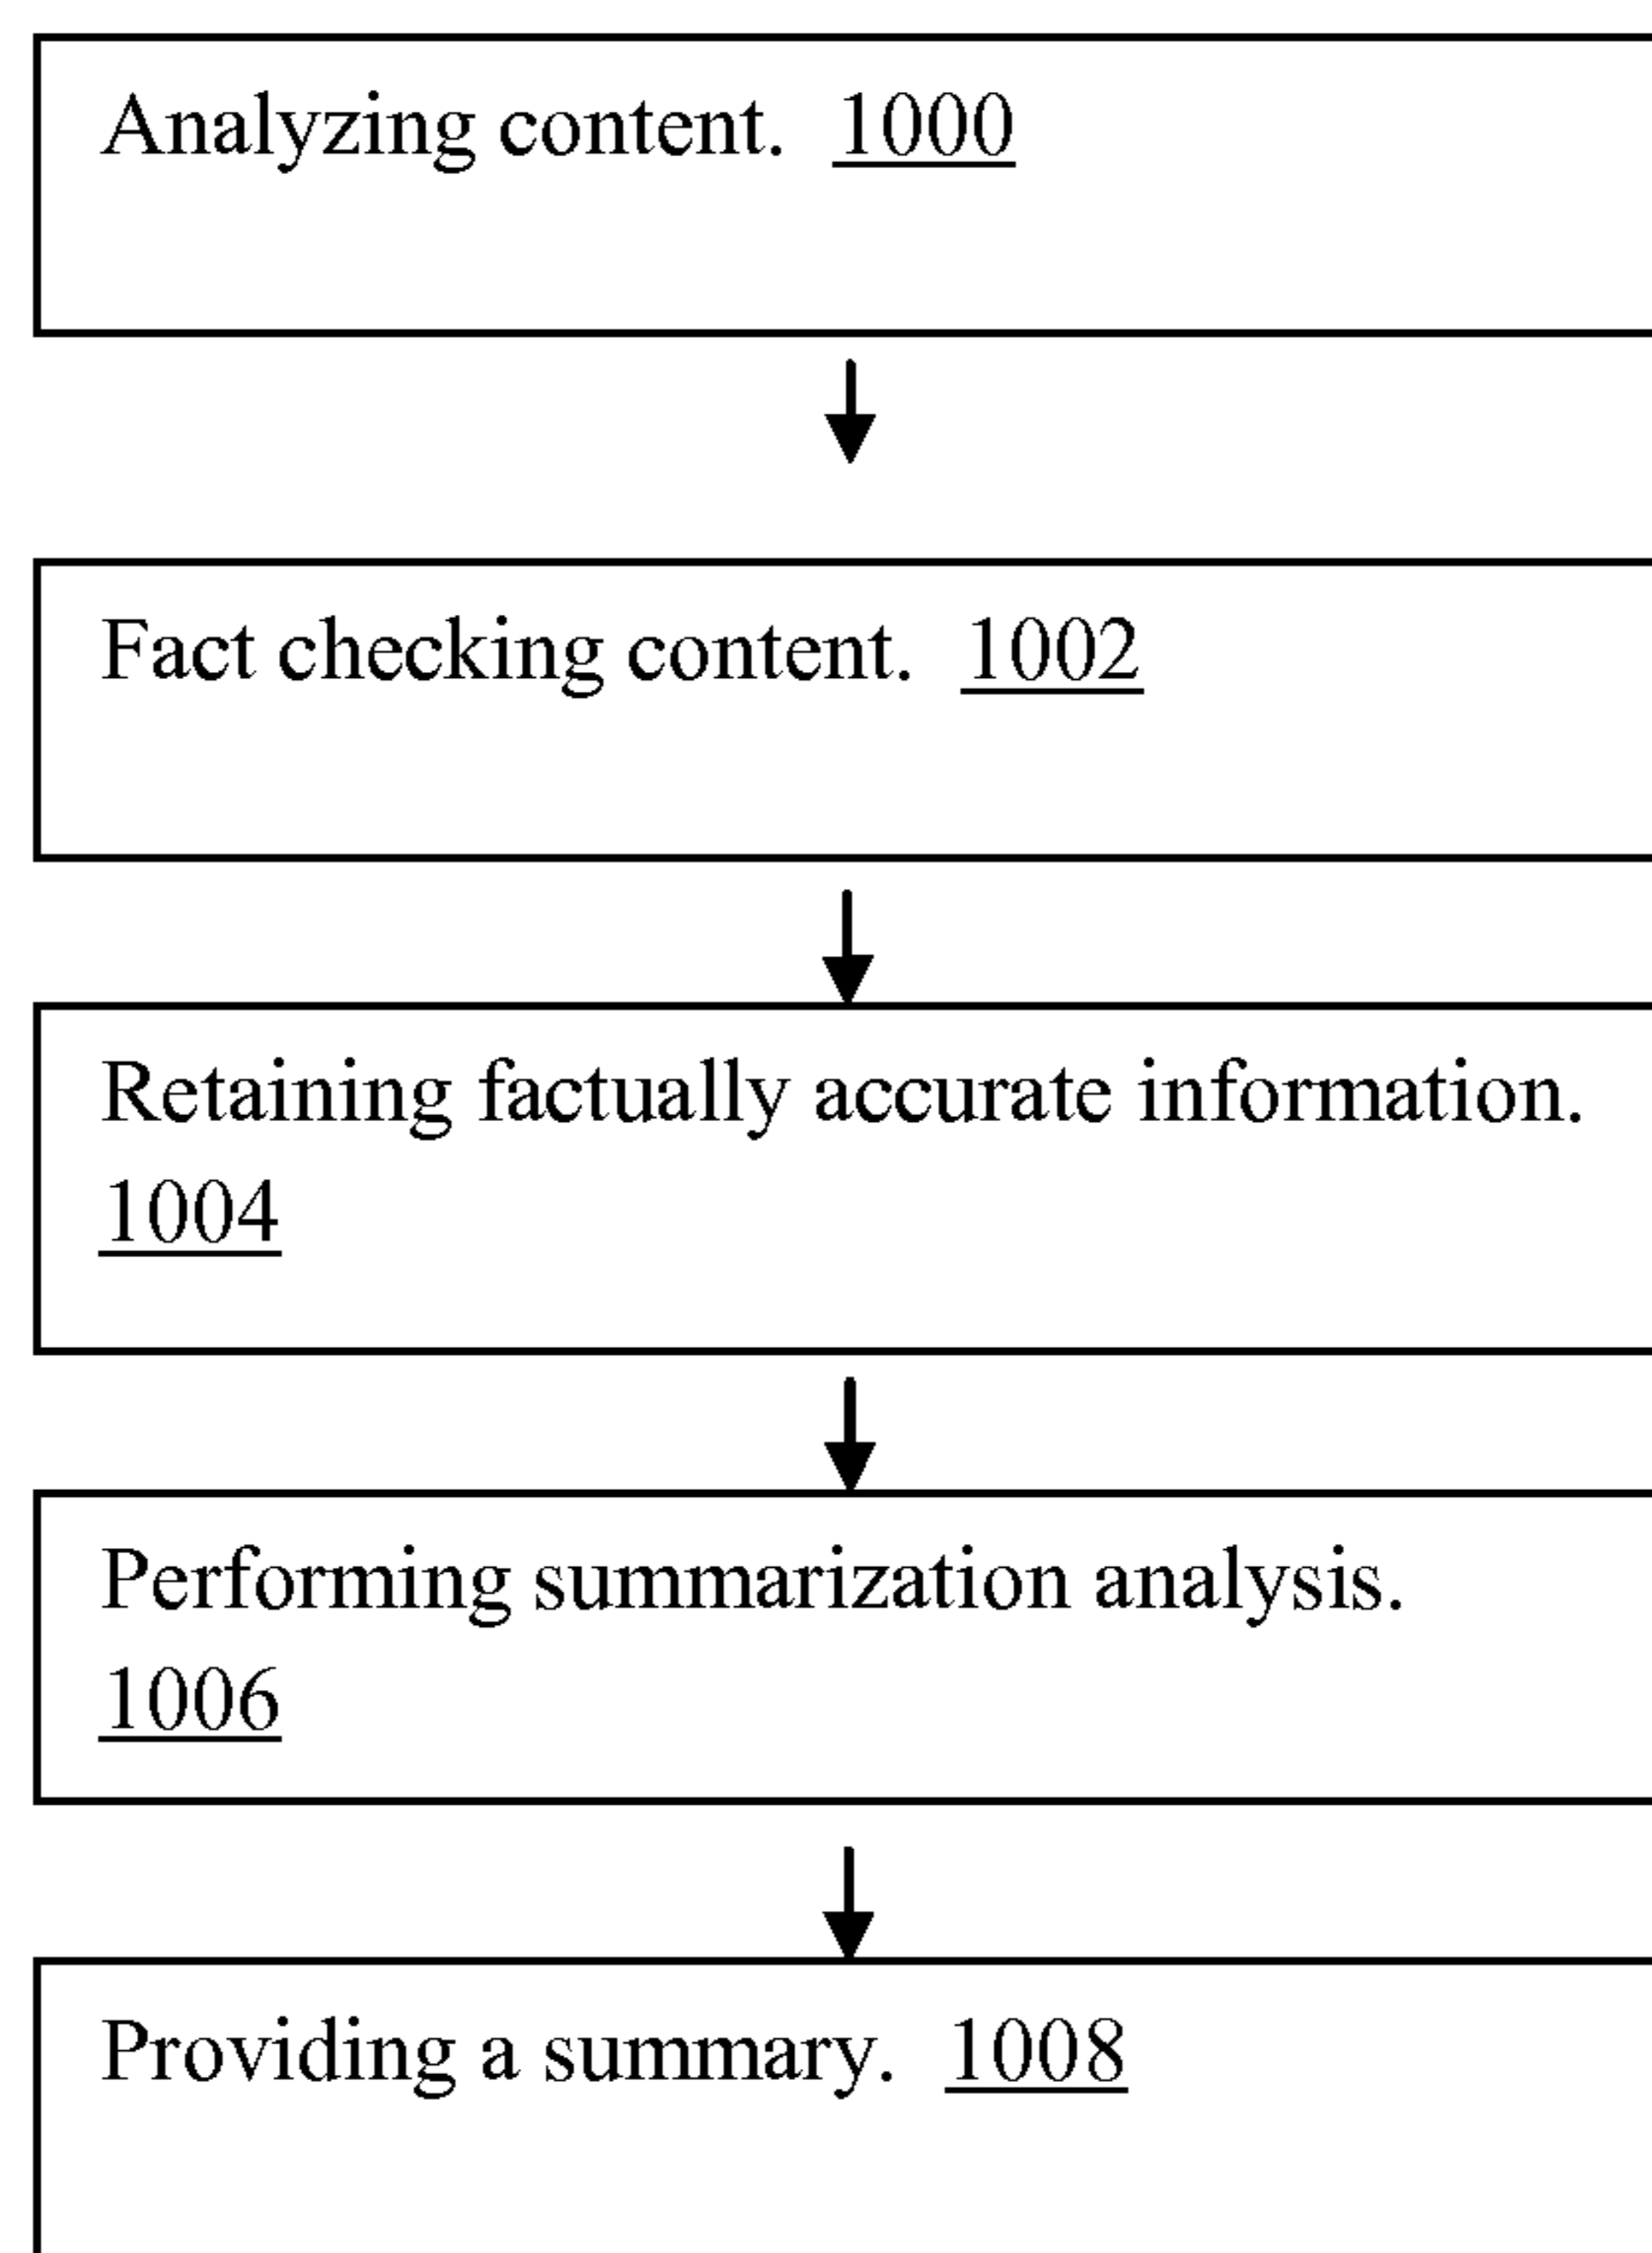 Analyzing content. 1000
Fact checking content. 1002
Retaining factually accurate information.
1004
Performing summarization analysis.
1006
Providing a summary. 1008